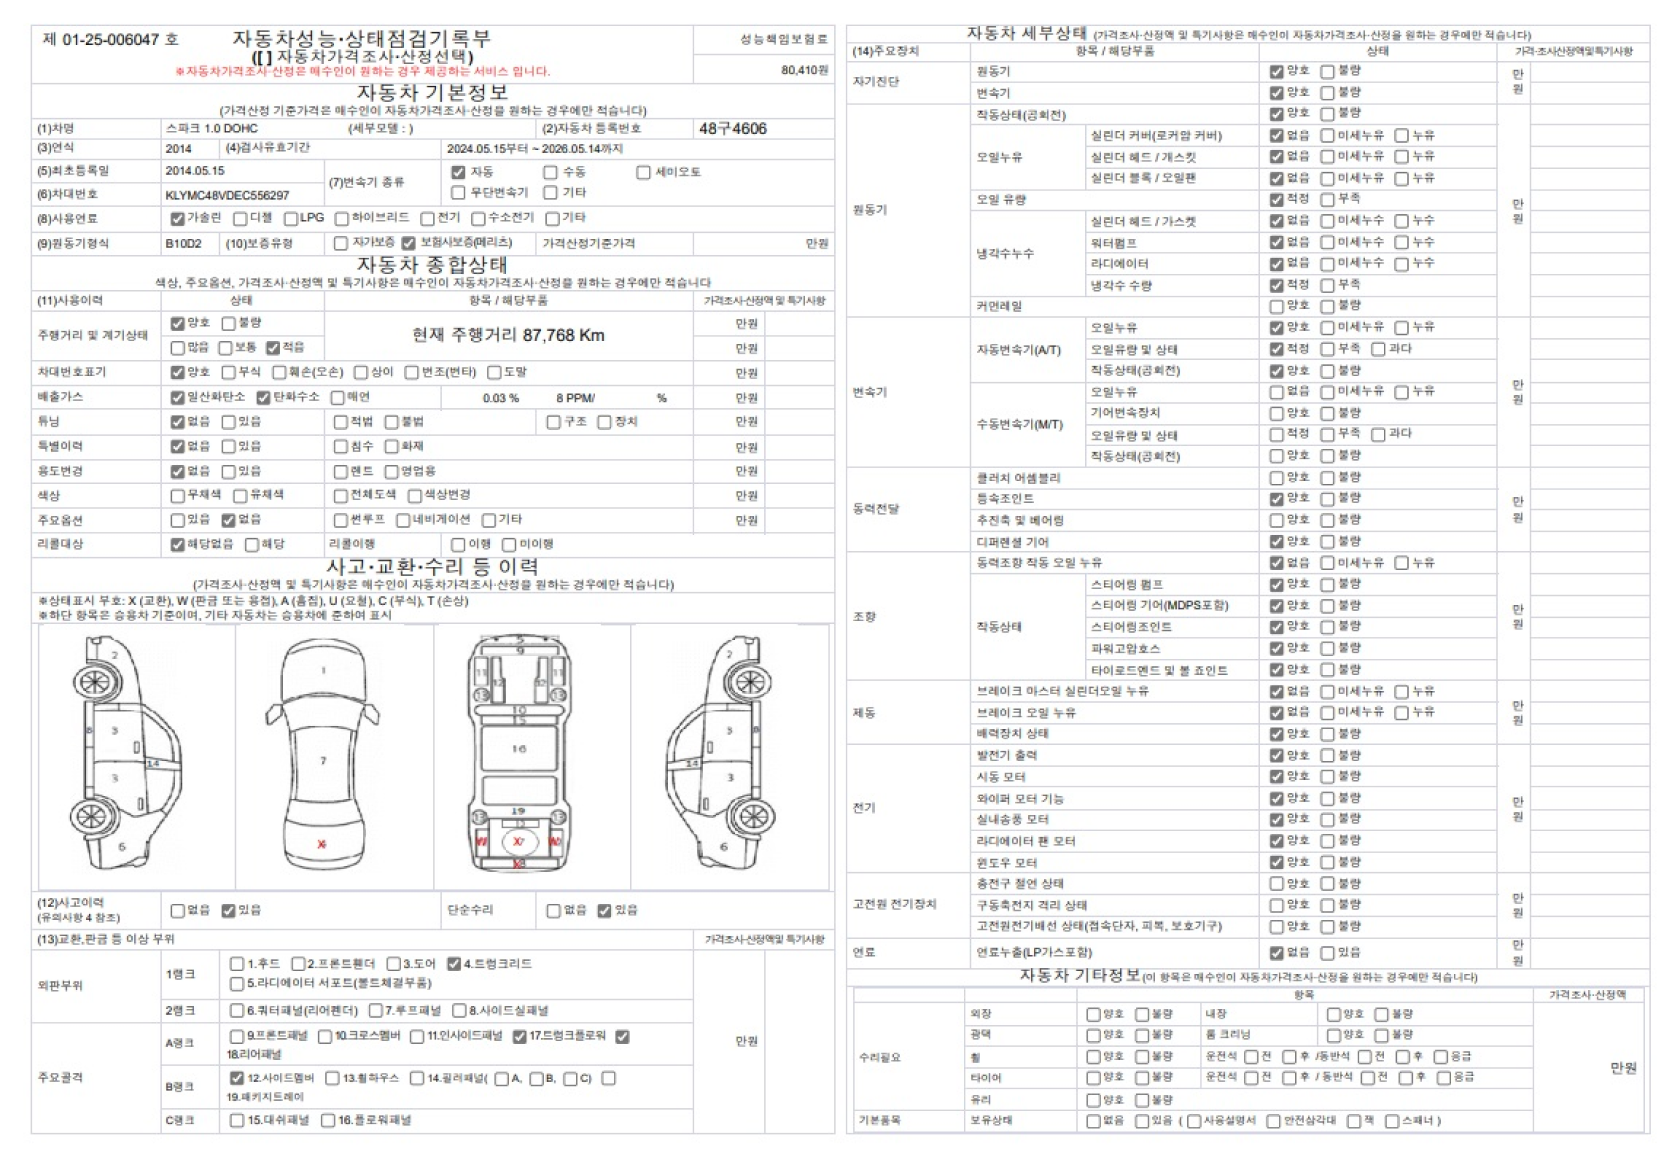 제 01-25-006047 호
자동차성능·상태점검기록부
([ ] 자동차가격조사·산정선택)
※자동차가격조사·산정은 매수인이 원하는 경우 제공하는 서비스 입니다.
성능책임보험료
80,410원
자동차 기본정보
(가격산정 기준가격은 매수인이 자동차가격조사·산정을 원하는 경우에만 적습니다)
(1)차명 스파크 1.0 DOHC (세부모델 : ) (2)자동차 등록번호 48구4606
(3)연식 2014 (4)검사유효기간 2024.05.15부터 ~ 2026.05.14까지
(5)최초등록일 2014.05.15 (7)변속기 종류 자동 수동 세미오토
(6)차대번호 KLYMC48VDEC556297 무단변속기 기타
(8)사용연료 가솔린 디젤 LPG 하이브리드 전기 수소전기 기타
(9)원동기형식 B10D2 (10)보증유형 자가보증 보험사보증(메리츠) 가격산정기준가격 만원
자동차 종합상태
색상, 주요옵션, 가격조사·산정액 및 특기사항은 매수인이 자동차가격조사·산정을 원하는 경우에만 적습니다
(11)사용이력 상태 항목 / 해당부품 가격조사·산정액 및 특기사항
주행거리 및 계기상태 양호 불량 현재 주행거리 87,768 Km 만원
많음 보통 적음 만원
차대번호표기 양호 부식 훼손(오손) 상이 변조(변타) 도말 만원
배출가스 일산화탄소 탄화수소 매연 0.03 % 8 PPM/ % 만원
튜닝 없음 있음 적법 불법 구조 장치 만원
특별이력 없음 있음 침수 화재 만원
용도변경 없음 있음 렌트 영업용 만원
색상 무채색 유채색 전체도색 색상변경 만원
주요옵션 있음 없음 썬루프 네비게이션 기타 만원
리콜대상 해당없음 해당 리콜이행 이행 미이행
사고·교환·수리 등 이력
(가격조사·산정액 및 특기사항은 매수인이 자동차가격조사·산정을 원하는 경우에만 적습니다)
※상태표시 부호: X (교환), W (판금 또는 용접), A (흠집), U (요철), C (부식), T (손상)
※하단 항목은 승용차 기준이며, 기타 자동차는 승용차에 준하여 표시
2 3 8 14 3 6
1 7 X
5 9 11 11 12 12 13 13 10 15 16 19 13 13 W X W X
2 3 8 14 3 6
(12)사고이력 없음 있음 단순수리 없음 있음
(유의사항 4 참조)
(13)교환,판금 등 이상 부위 가격조사·산정액및 특기사항
외판부위 1랭크 1.후드 2.프론트휀더 3.도어 4.트렁크리드
5.라디에이터 서포트(볼트체결부품)
2랭크 6.쿼터패널(리어펜더) 7.루프패널 8.사이드실패널
주요골격 A랭크 9.프론트패널 10.크로스멤버 11.인사이드패널 17.트렁크플로워
18.리어패널 만원
B랭크 12.사이드멤버 13.휠하우스 14.필러패널( A, B, C)
19.패키지트레이
C랭크 15.대쉬패널 16.플로워패널
자동차 세부상태 (가격조사·산정액 및 특기사항은 매수인이 자동차가격조사·산정을 원하는 경우에만 적습니다)
(14)주요장치 항목 / 해당부품 상태 가격·조사산정액및특기사항
자기진단 원동기 양호 불량 만원
변속기 양호 불량
원동기 작동상태(공회전) 양호 불량 만원
오일누유 실린더 커버(로커암 커버) 없음 미세누유 누유
실린더 헤드 / 개스킷 없음 미세누유 누유
실린더 블록 / 오일팬 없음 미세누유 누유
오일 유량 적정 부족
냉각수누수 실린더 헤드 / 가스켓 없음 미세누수 누수
워터펌프 없음 미세누수 누수
라디에이터 없음 미세누수 누수
냉각수 수량 적정 부족
커먼레일 양호 불량
변속기 자동변속기(A/T) 오일누유 양호 미세누유 누유 만원
오일유량 및 상태 적정 부족 과다
작동상태(공회전) 양호 불량
수동변속기(M/T) 오일누유 없음 미세누유 누유
기어변속장치 양호 불량
오일유량 및 상태 적정 부족 과다
작동상태(공회전) 양호 불량
동력전달 클러치 어셈블리 양호 불량 만원
등속조인트 양호 불량
추진축 및 베어링 양호 불량
디퍼렌셜 기어 양호 불량
조향 동력조향 작동 오일 누유 없음 미세누유 누유 만원
작동상태 스티어링 펌프 양호 불량
스티어링 기어(MDPS포함) 양호 불량
스티어링조인트 양호 불량
파워고압호스 양호 불량
타이로드엔드 및 볼 죠인트 양호 불량
제동 브레이크 마스터 실린더오일 누유 없음 미세누유 누유 만원
브레이크 오일 누유 없음 미세누유 누유
배력장치 상태 양호 불량
전기 발전기 출력 양호 불량 만원
시동 모터 양호 불량
와이퍼 모터 기능 양호 불량
실내송풍 모터 양호 불량
라디에이터 팬 모터 양호 불량
윈도우 모터 양호 불량
고전원 전기장치 충전구 절연 상태 양호 불량 만원
구동축전지 격리 상태 양호 불량
고전원전기배선 상태(접속단자, 피복, 보호기구) 양호 불량
연료 연료누출(LP가스포함) 없음 있음 만원
자동차 기타정보(이 항목은 매수인이 자동차가격조사·산정을 원하는 경우에만 적습니다)
항목 가격조사·산정액
수리필요 외장 양호 불량 내장 양호 불량 만원
광택 양호 불량 룸 크리닝 양호 불량
휠 양호 불량 운전석 전 후 /동반석 전 후 응급
타이어 양호 불량 운전석 전 후 / 동반석 전 후 응급
유리 양호 불량
기본품목 보유상태 없음 있음 ( 사용설명서 안전삼각대 잭 스패너 )